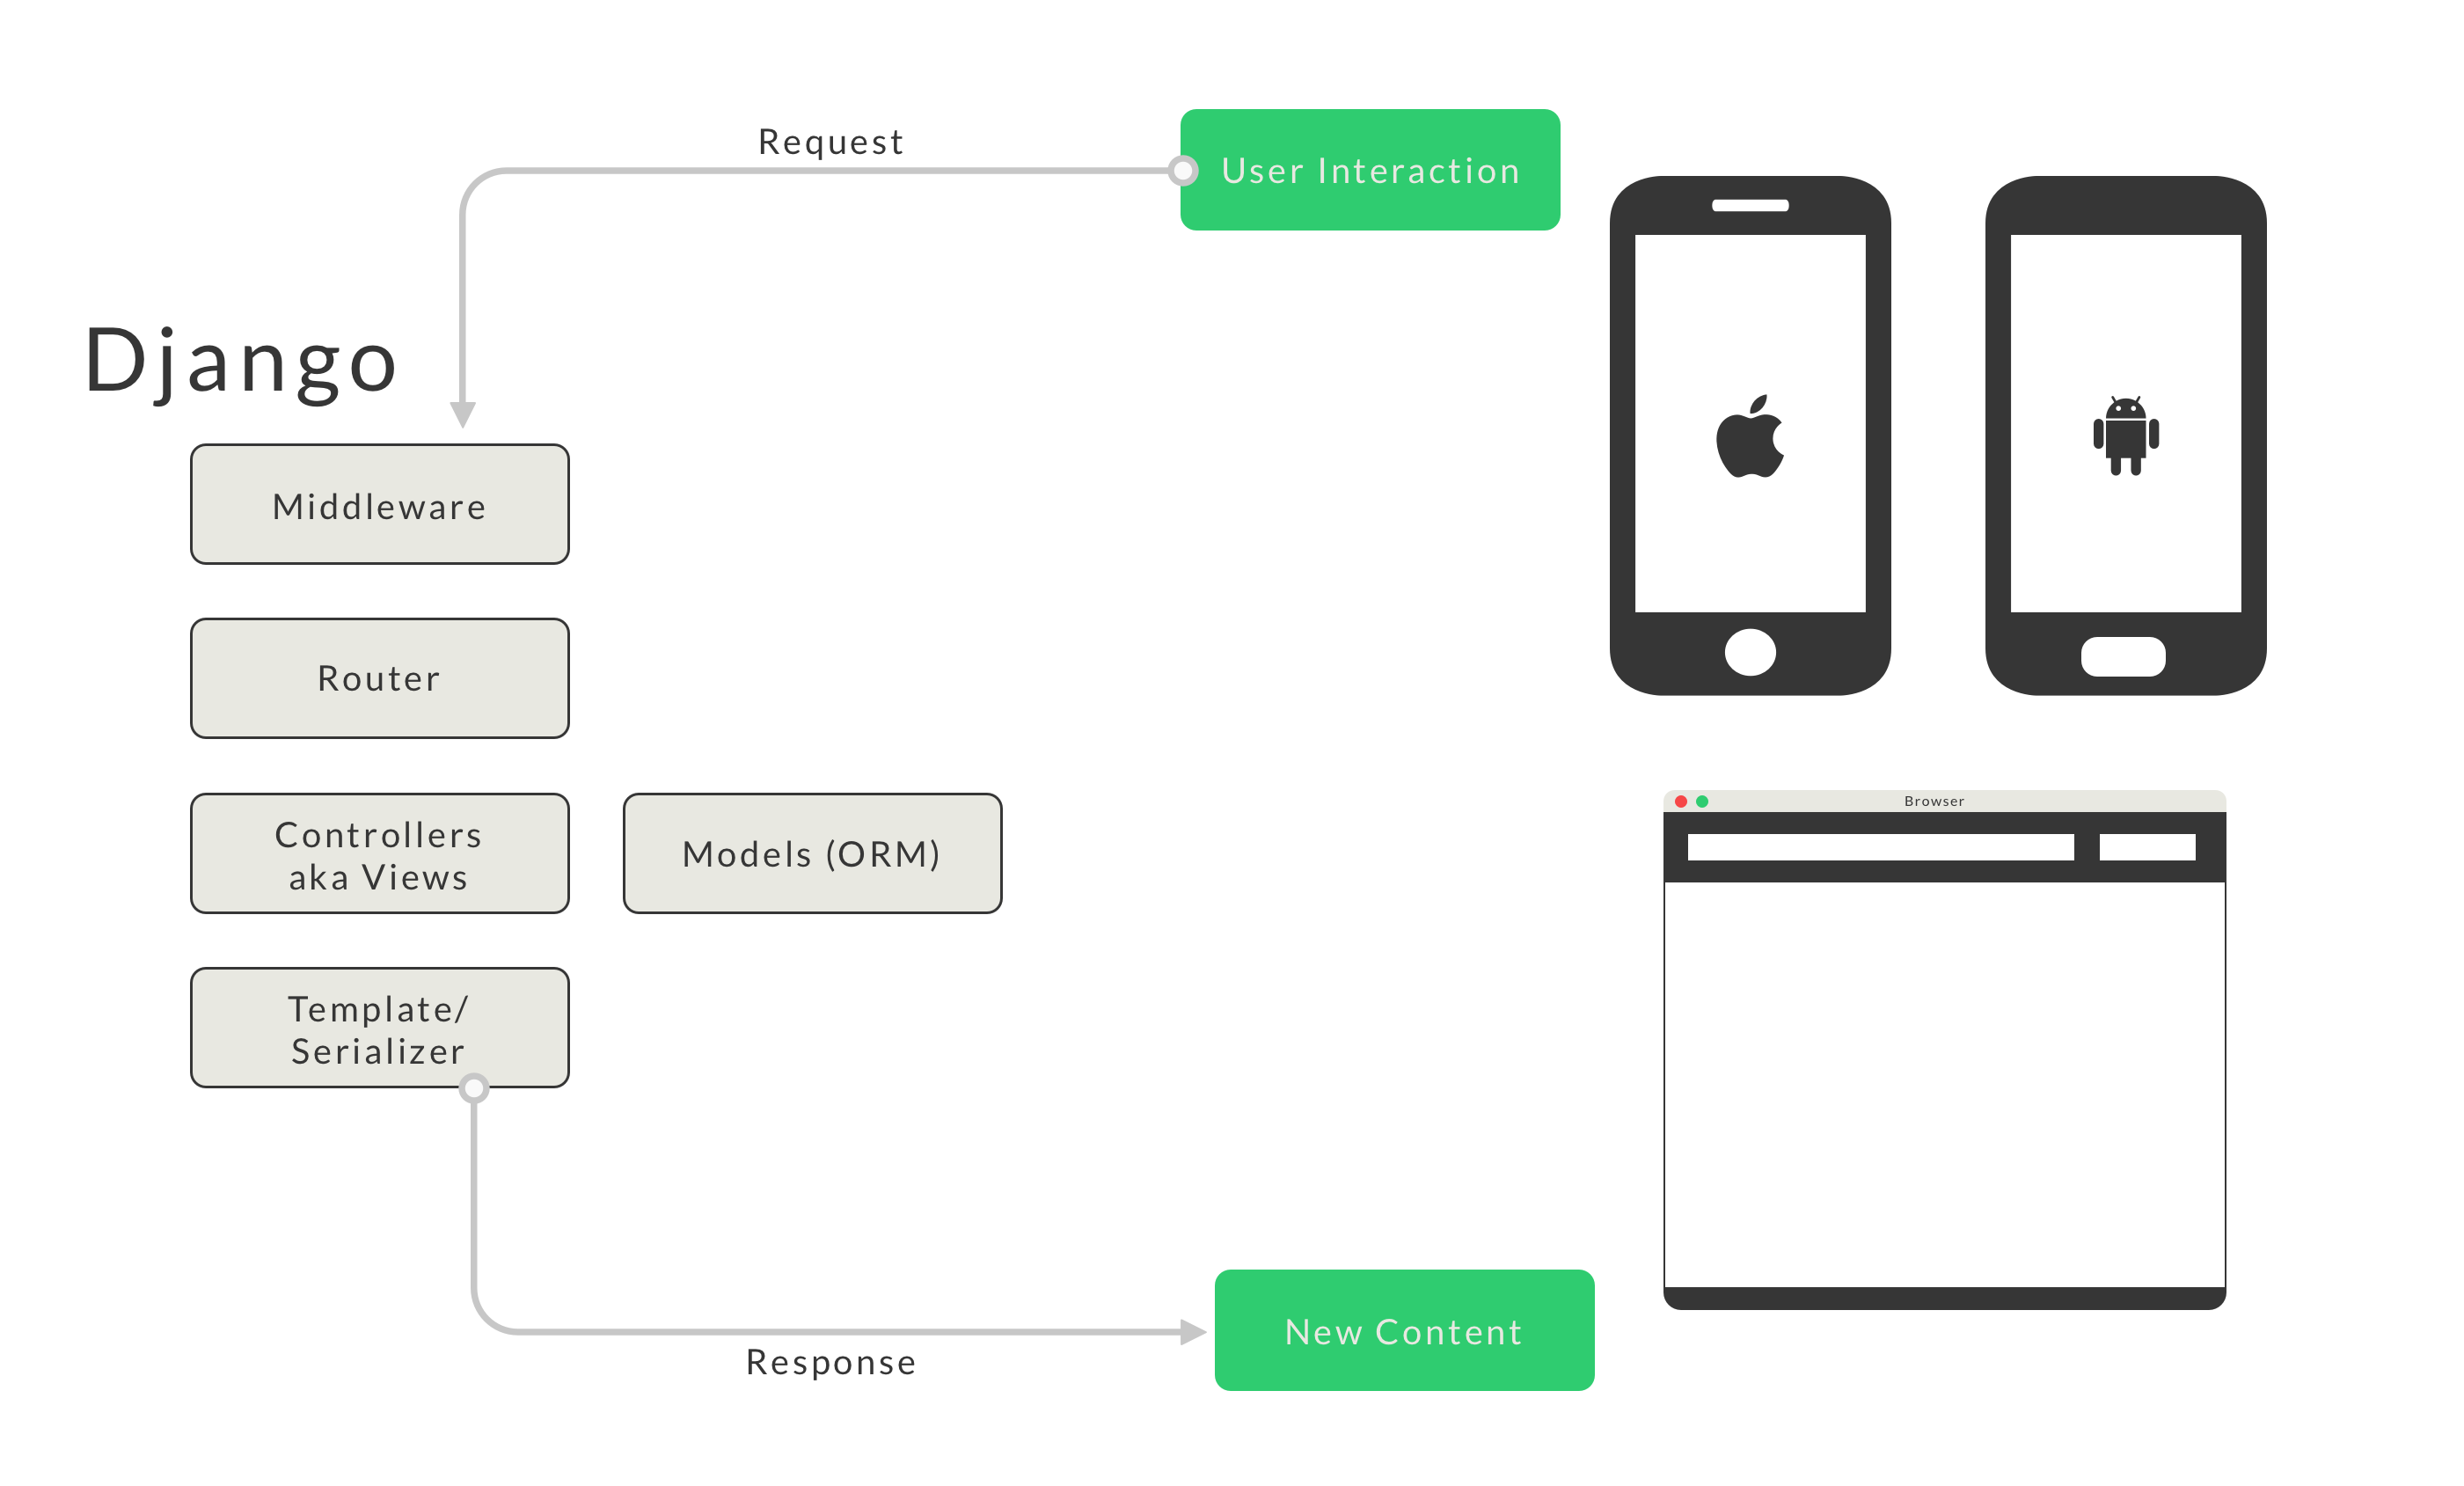 Request
User Interaction
Django
Middleware
Router
Controllers
aka Views
Models (ORM)
Browser
Template/
Serializer
New Content
Response